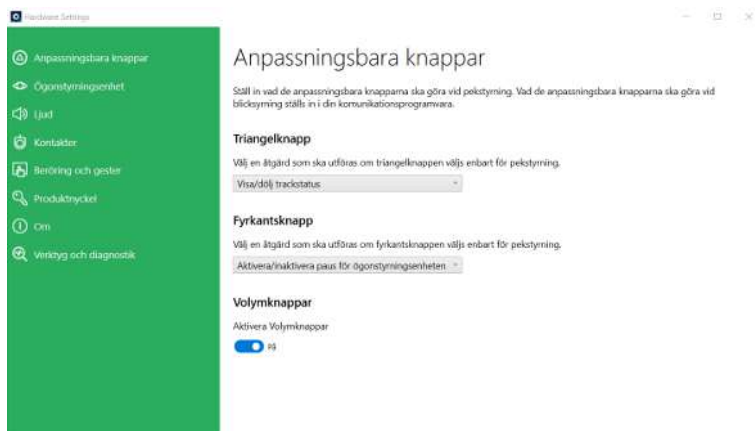 Hardware Settings
Anpassningsbara knappar
Ögonstyrningsenhet
Ljud
Kontakter
Beröring och gester
Produktnyckel
Om
Verktyg och diagnostik
Anpassningsbara knappar
Ställ in vad de anpassningsbara knapparna ska göra vid pekstyrning. Vad de anpassningsbara knapparna ska göra vid
blicksyrning ställs in i din komunikationsprogramvara.
Triangelknapp
Välj en åtgärd som ska utföras om triangelknappen väljs enbart för pekstyrning.
Visa/dölj trackstatus
Fyrkantsknapp
Välj en åtgärd som ska utföras om fyrkantsknappen väljs enbart för pekstyrning.
Aktivera/inaktivera paus för ögonstyrningsenheten
Volymknappar
Aktivera Volymknappar
På